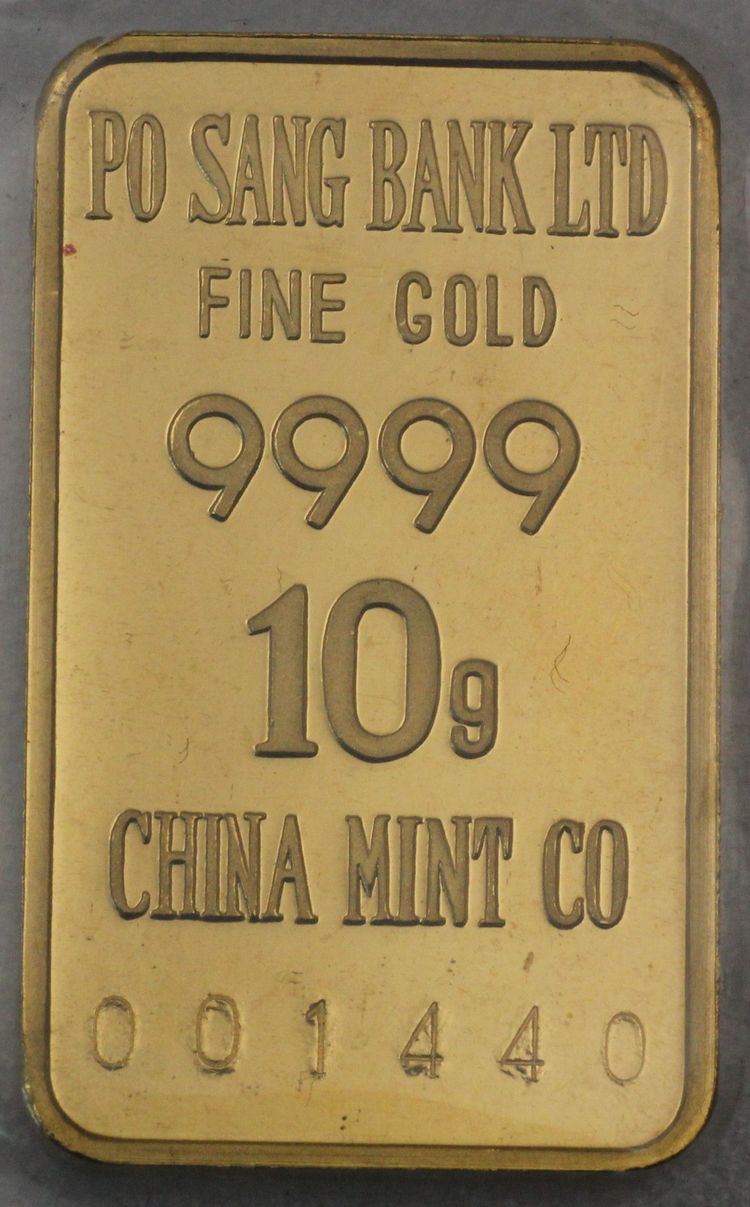 PO SANG BANK LTD
FINE GOLD
9999
10g
CHINA MINT CO
001440